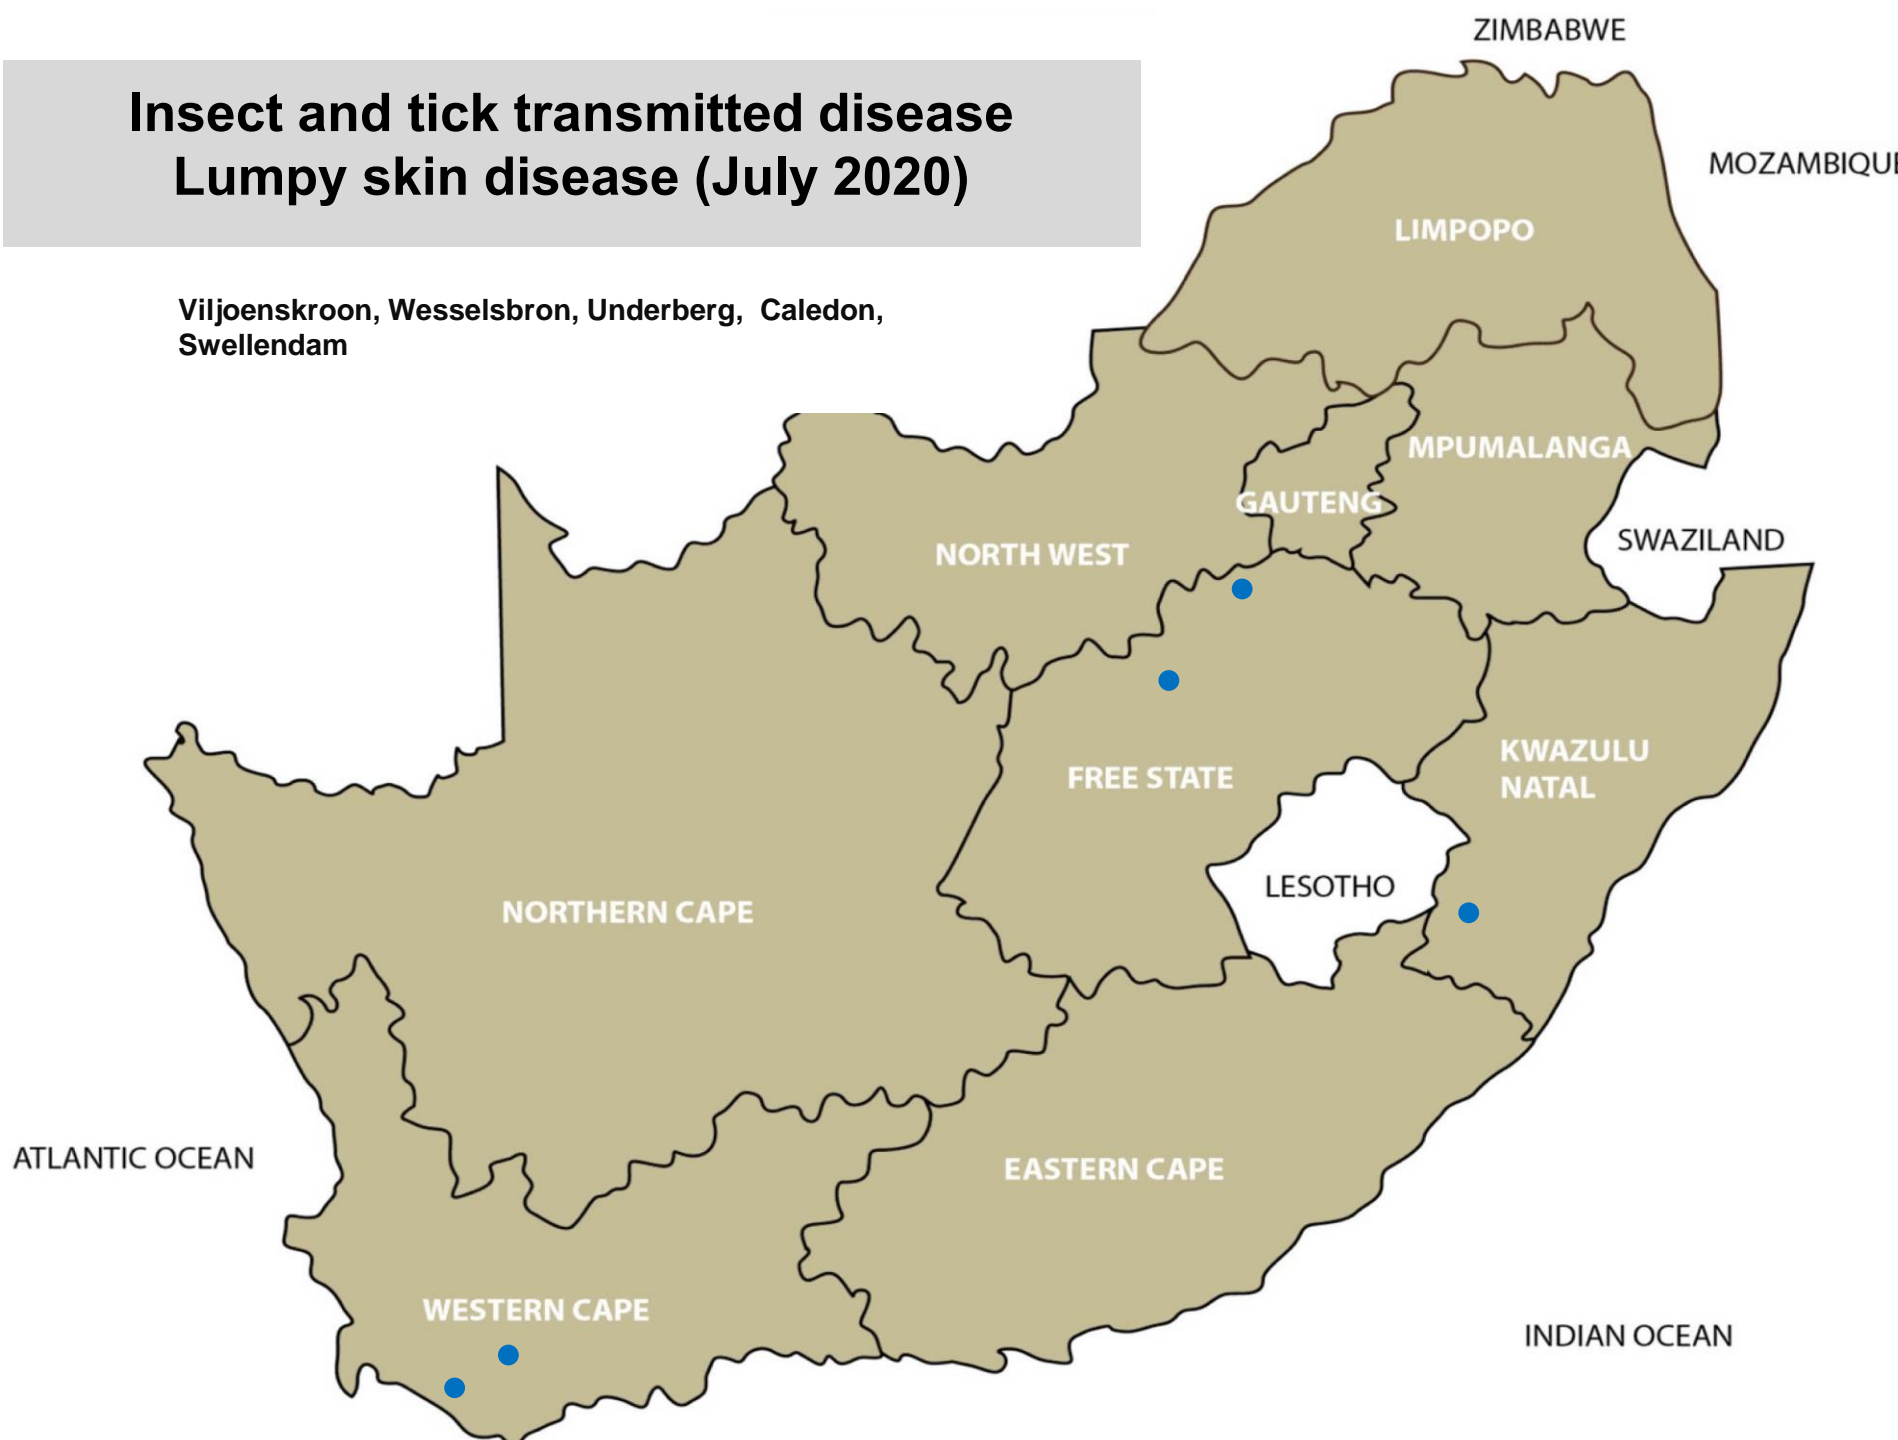 Insect and tick transmitted disease
Lumpy skin disease (July 2020)
Viljoenskroon, Wesselsbron, Underberg,  Caledon,
Swellendam
ZIMBABWE
MOZAMBIQUE
LIMPOPO
MPUMALANGA
GAUTENG
SWAZILAND
NORTH WEST
KWAZULU
NATAL
FREE STATE
LESOTHO
NORTHERN CAPE
ATLANTIC OCEAN
EASTERN CAPE
WESTERN CAPE
INDIAN OCEAN